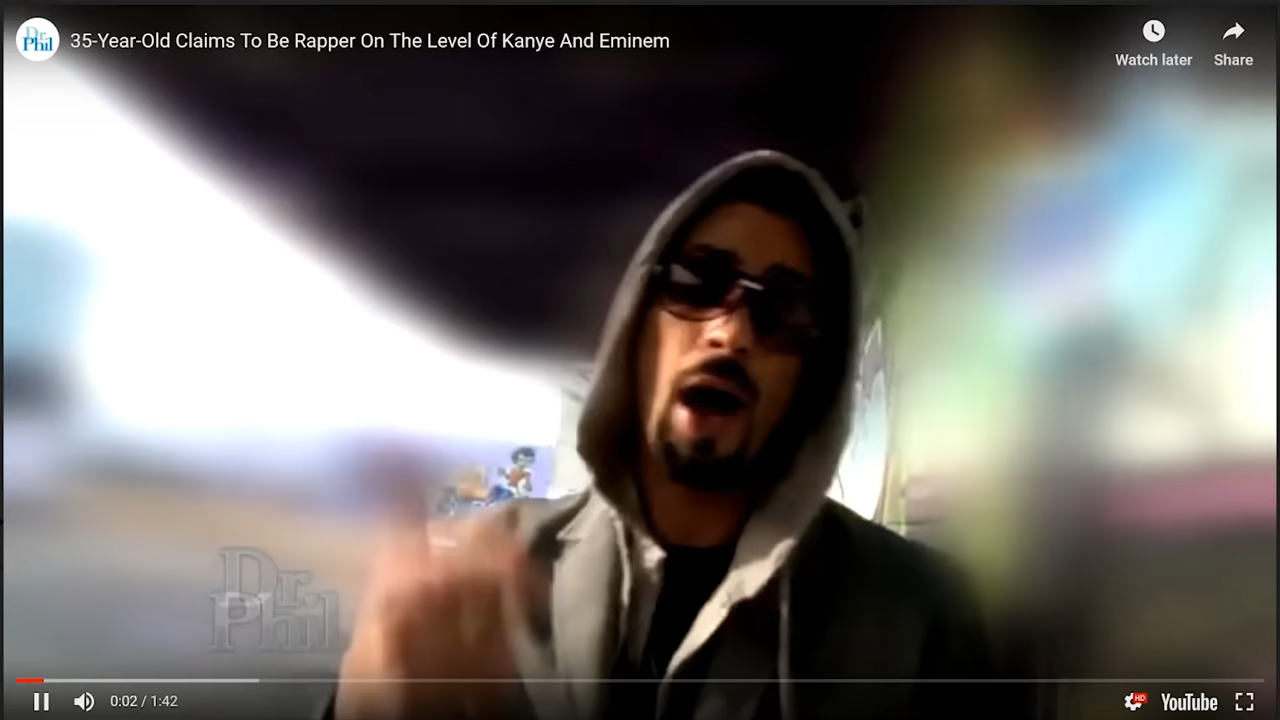 Dr. Phil
35-Year-Old Claims To Be Rapper On The Level Of Kanye And Eminem
Watch later
Share
Dr.
Phil
0:02 / 1:42
HD
YouTube